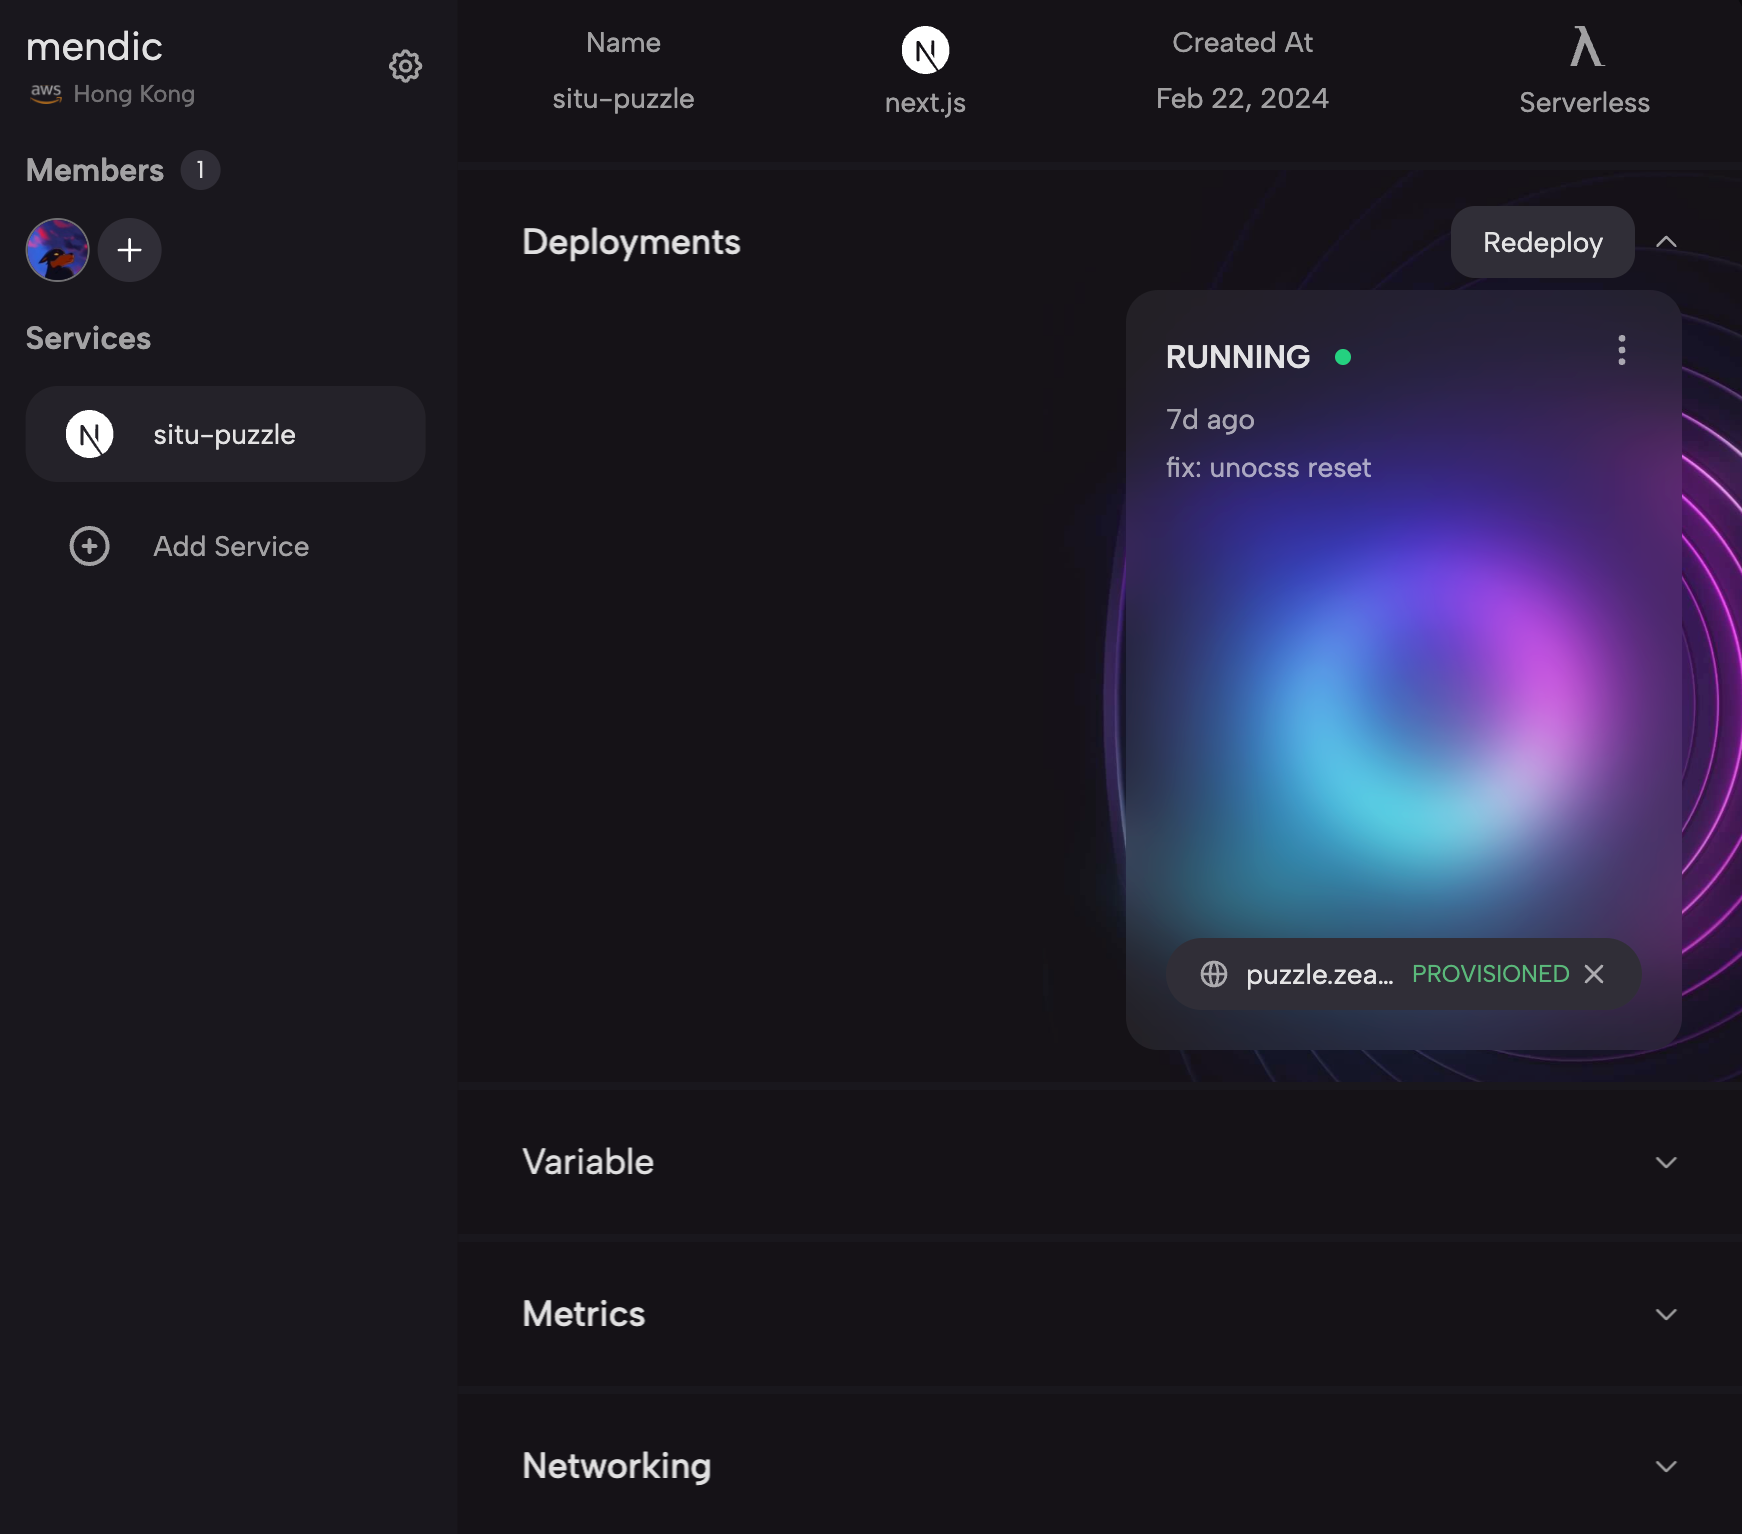 mendic
aws Hong Kong
Members 1
Services
situ-puzzle
Add Service
Name
situ-puzzle
N
next.js
Created At
Feb 22, 2024
λ
Serverless
Deployments
Redeploy
RUNNING
7d ago
fix: unocss reset
puzzle.zea... PROVISIONED
Variable
Metrics
Networking